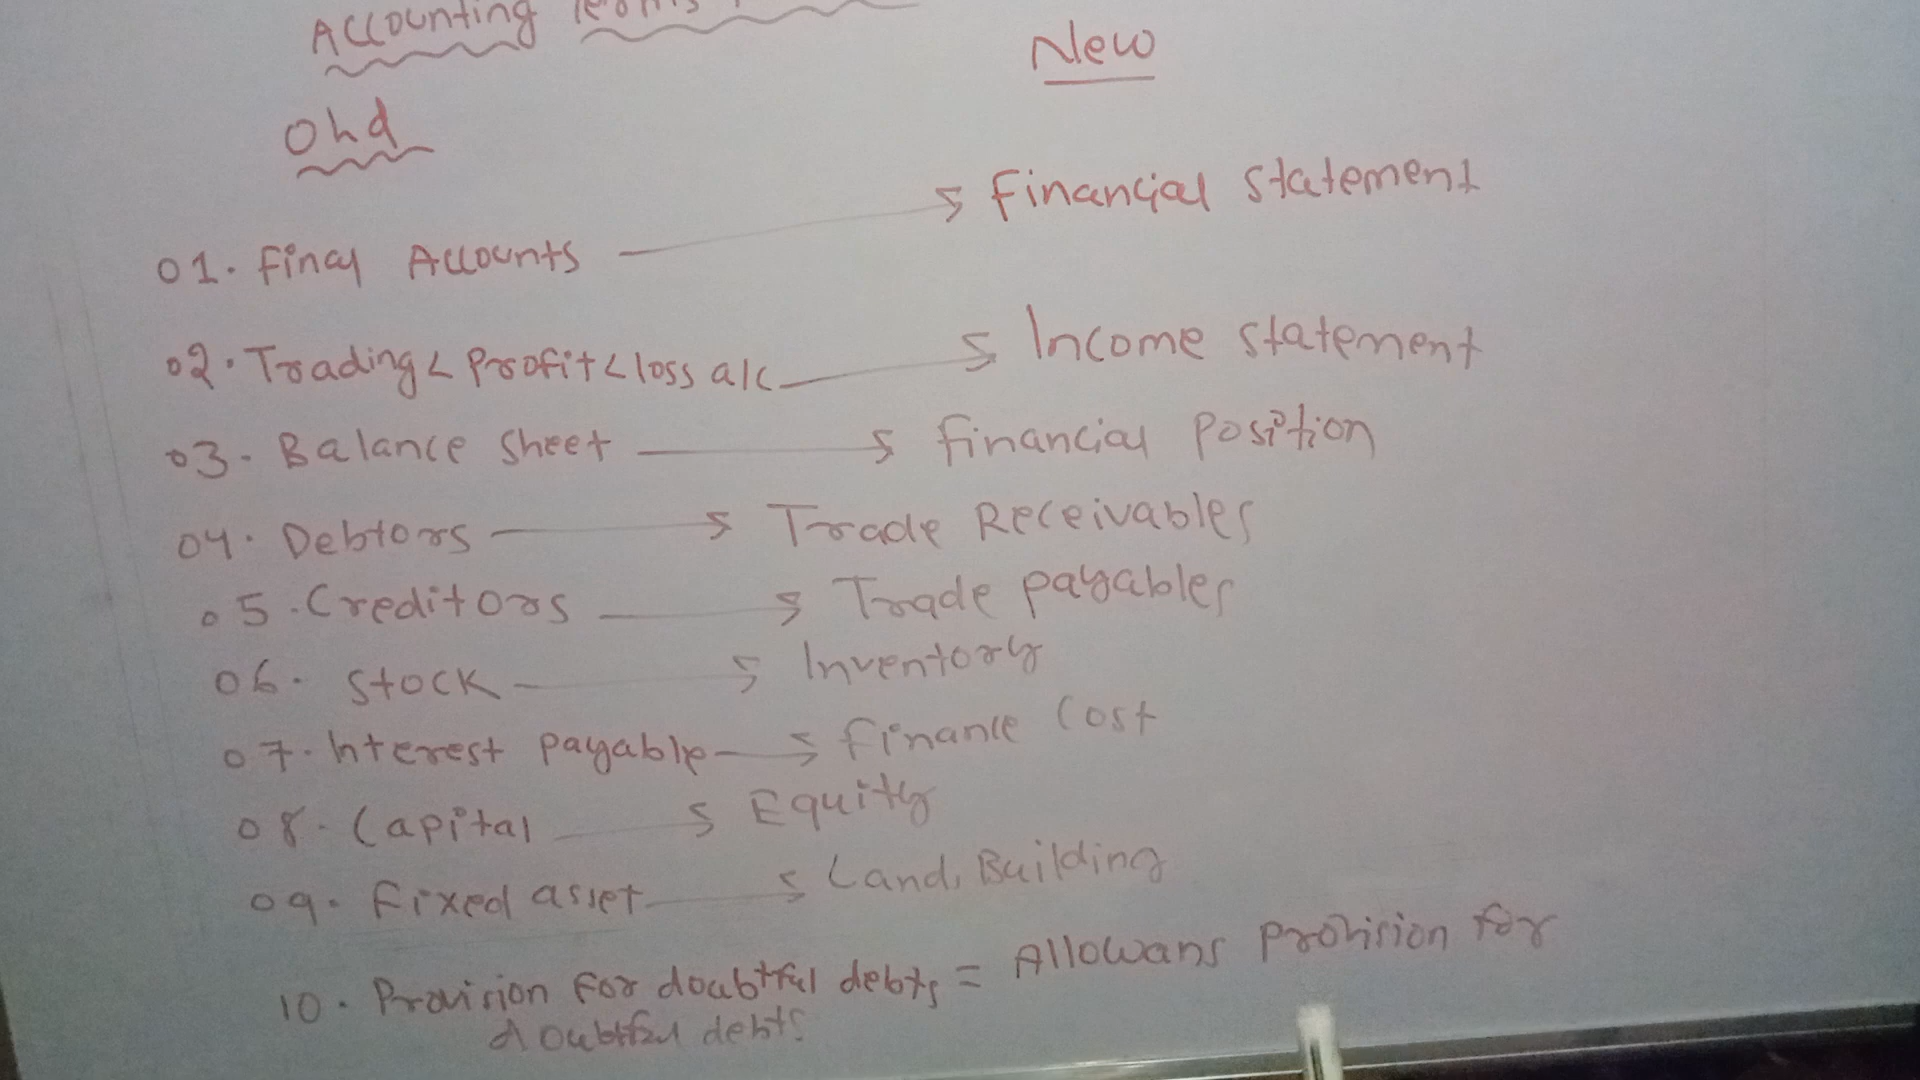 Accounting Terms
New
Old
01. Final Accounts → Financial statement
02. Trading & Profit & loss a/c → Income statement
03. Balance sheet → financial position
04. Debtors → Trade Receivables
05. Creditors → Trade payables
06. Stock → Inventory
07. Interest payable → finance cost
08. Capital → Equity
09. Fixed asset → Land, Building
10. Provision for doubtful debts = Allowans provision for
doubtful debts